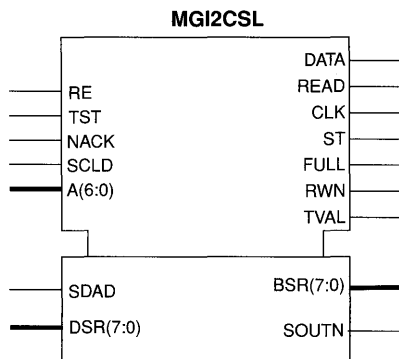 MGI2CSL
RE
TST
NACK
SCLD
A(6:0)
DATA
READ
CLK
ST
FULL
RWN
TVAL
SDAD
DSR(7:0)
BSR(7:0)
SOUTN